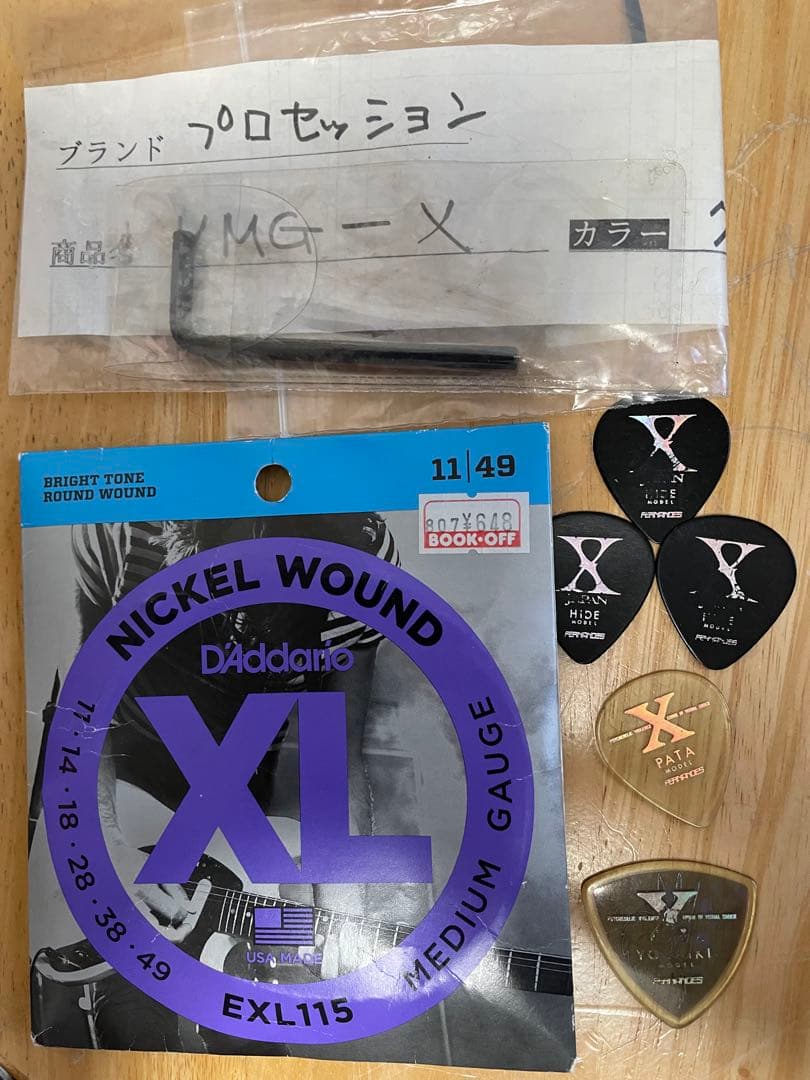 ブランド プロセッション
商品名 VMG-X カラー
BRIGHT TONE
ROUND WOUND
11|49
807¥648
BOOK·OFF
NICKEL WOUND
D'Addario
XL
11·14·18·28·38·49
MEDIUM GAUGE
USA MADE
EXL115
X
JAPAN
HIDE
MODEL
FERNANDES
X
JAPAN
HIDE
MODEL
FERNANDES
HIDE
MODEL
FERNANDES
X
PATA
MODEL
FERNANDES
YOSHIKI
MODEL
FERNANDES